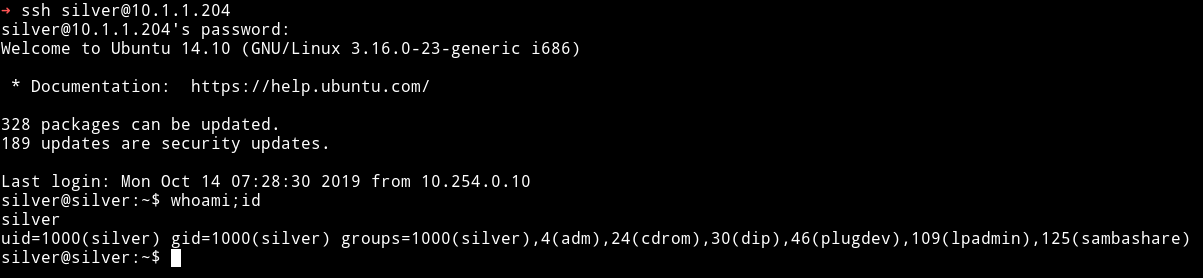 ➜ ssh silver@10.1.1.204
silver@10.1.1.204's password:
Welcome to Ubuntu 14.10 (GNU/Linux 3.16.0-23-generic i686)
* Documentation:  https://help.ubuntu.com/
328 packages can be updated.
189 updates are security updates.
Last login: Mon Oct 14 07:28:30 2019 from 10.254.0.10
silver@silver:~$ whoami;id
silver
uid=1000(silver) gid=1000(silver) groups=1000(silver),4(adm),24(cdrom),30(dip),46(plugdev),109(lpadmin),125(sambashare)
silver@silver:~$